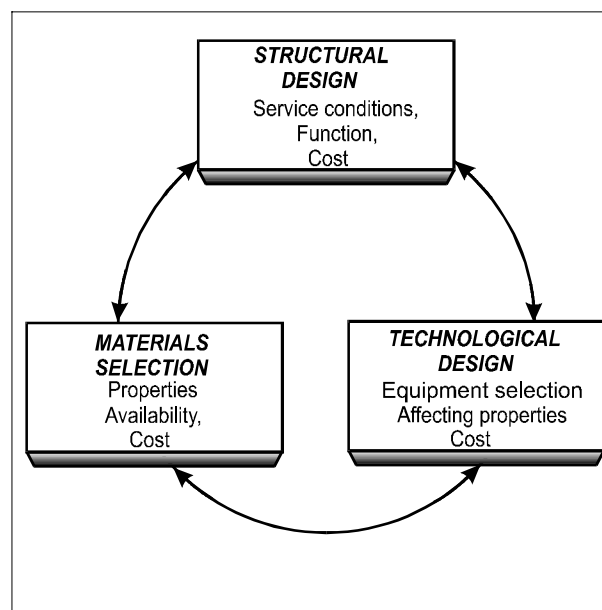 STRUCTURAL
DESIGN
Service conditions,
Function,
Cost
MATERIALS
SELECTION
Properties
Availability,
Cost
TECHNOLOGICAL
DESIGN
Equipment selection
Affecting properties
Cost